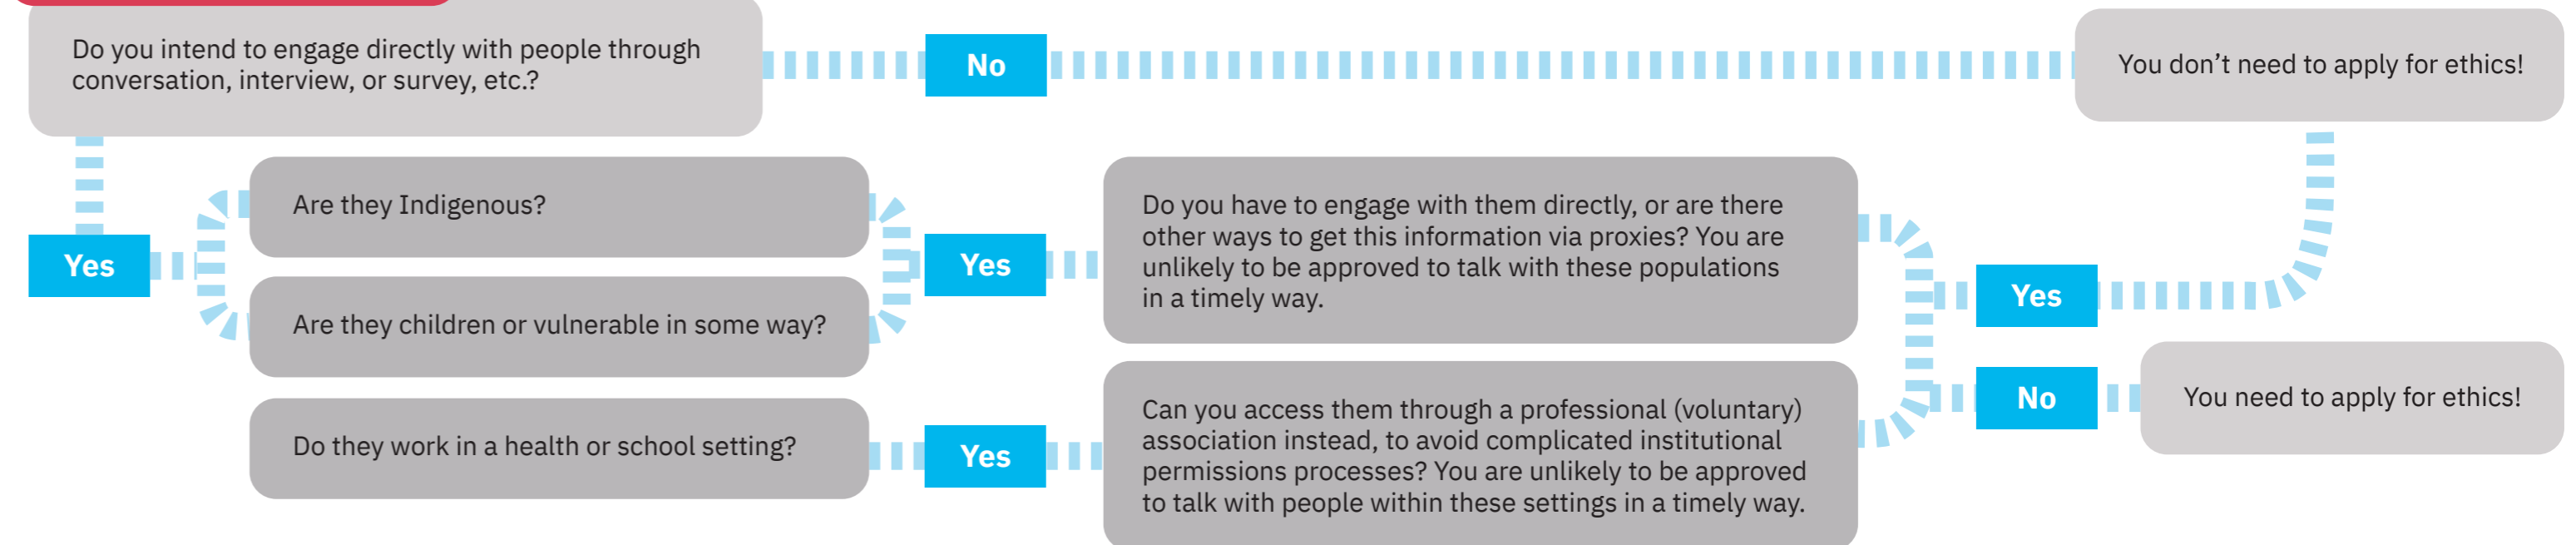 Do you intend to engage directly with people through
conversation, interview, or survey, etc.?
No
You don’t need to apply for ethics!
Yes
Are they Indigenous?
Are they children or vulnerable in some way?
Yes
Do you have to engage with them directly, or are there
other ways to get this information via proxies? You are
unlikely to be approved to talk with these populations
in a timely way.
Yes
No
You need to apply for ethics!
Do they work in a health or school setting?
Yes
Can you access them through a professional (voluntary)
association instead, to avoid complicated institutional
permissions processes? You are unlikely to be approved
to talk with people within these settings in a timely way.